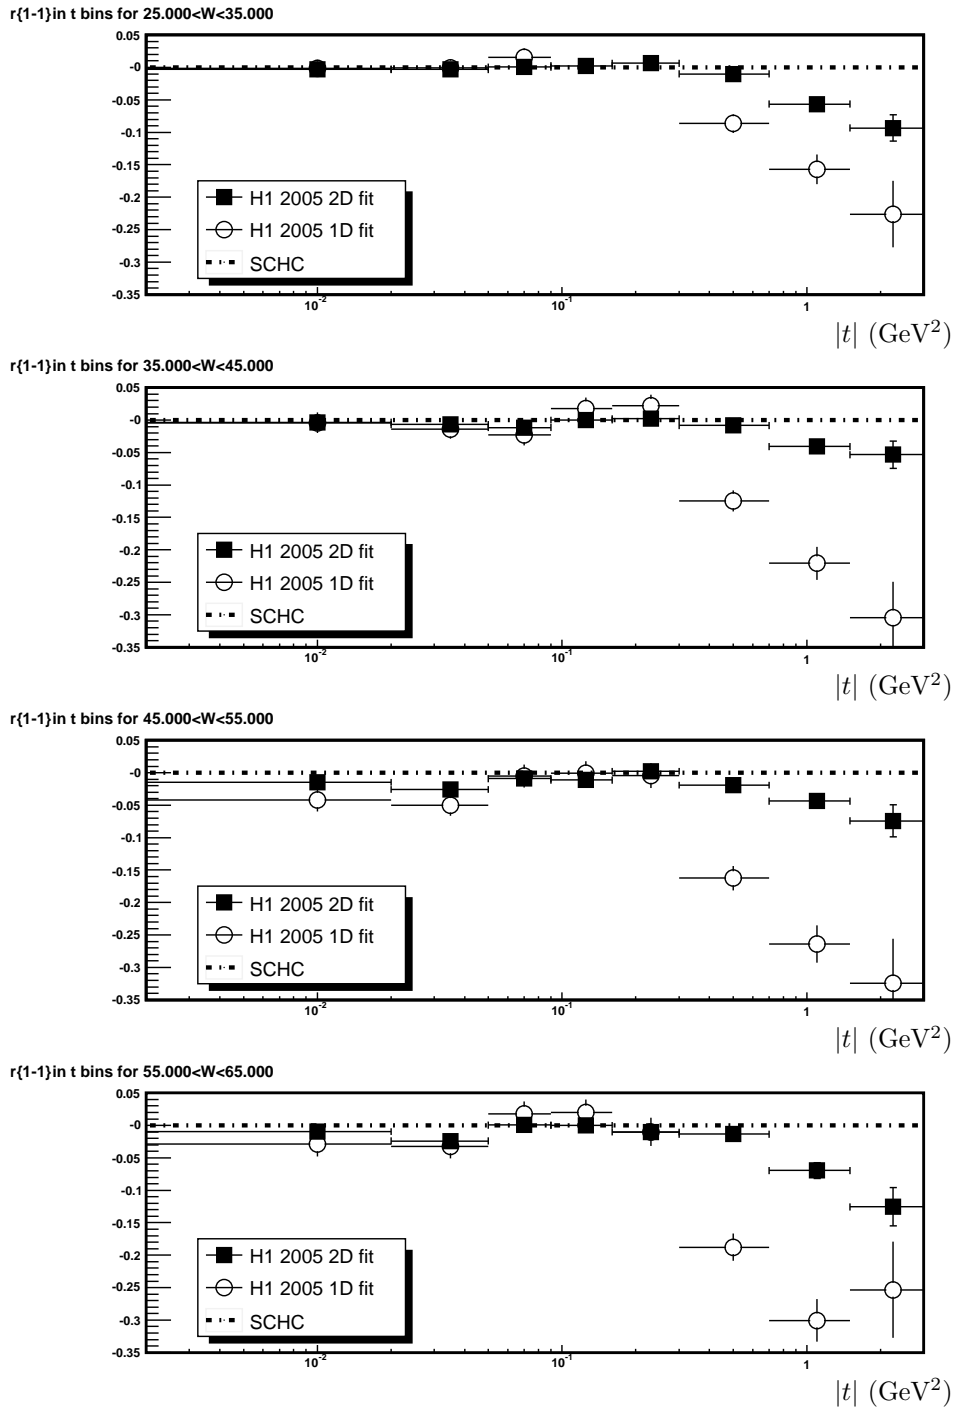 r{1-1}in t bins for 25.000<W<35.000
0.05
-0
-0.05
-0.1
-0.15
-0.2
-0.25
-0.3
-0.35
H1 2005 2D fit
H1 2005 1D fit
SCHC
10^-2
10^-1
1
|t| (GeV^2)
r{1-1}in t bins for 35.000<W<45.000
0.05
-0
-0.05
-0.1
-0.15
-0.2
-0.25
-0.3
-0.35
H1 2005 2D fit
H1 2005 1D fit
SCHC
10^-2
10^-1
1
|t| (GeV^2)
r{1-1}in t bins for 45.000<W<55.000
0.05
-0
-0.05
-0.1
-0.15
-0.2
-0.25
-0.3
-0.35
H1 2005 2D fit
H1 2005 1D fit
SCHC
10^-2
10^-1
1
|t| (GeV^2)
r{1-1}in t bins for 55.000<W<65.000
0.05
-0
-0.05
-0.1
-0.15
-0.2
-0.25
-0.3
-0.35
H1 2005 2D fit
H1 2005 1D fit
SCHC
10^-2
10^-1
1
|t| (GeV^2)